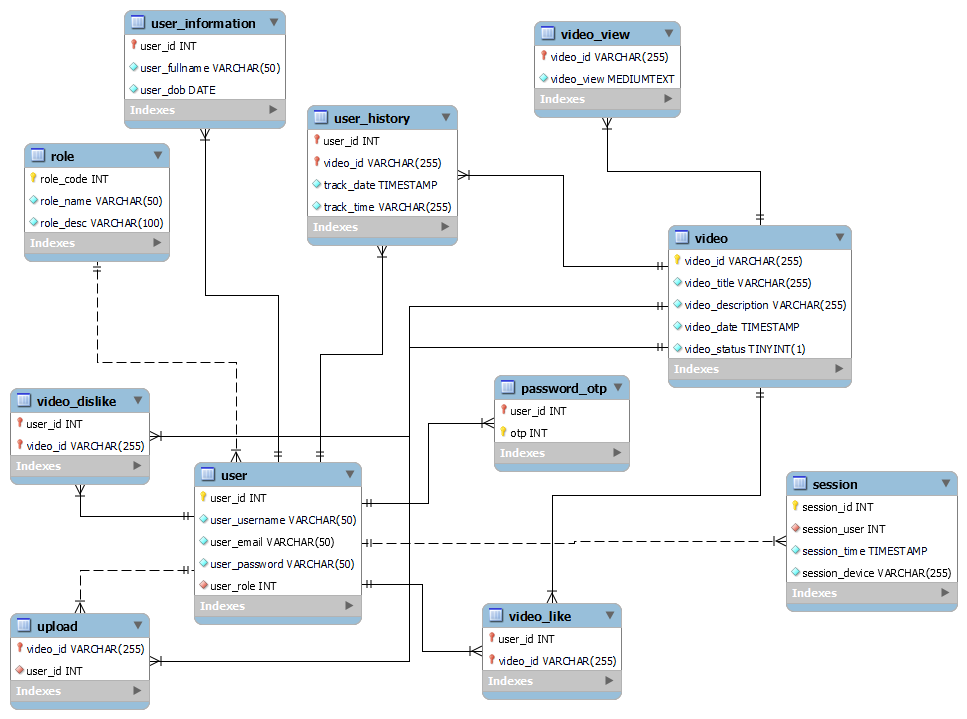 user_information
user_id INT
user_fullname VARCHAR(50)
user_dob DATE
Indexes
video_view
video_id VARCHAR(255)
video_view MEDIUMTEXT
Indexes
user_history
user_id INT
video_id VARCHAR(255)
track_date TIMESTAMP
track_time VARCHAR(255)
Indexes
role
role_code INT
role_name VARCHAR(50)
role_desc VARCHAR(100)
Indexes
video
video_id VARCHAR(255)
video_title VARCHAR(255)
video_description VARCHAR(255)
video_date TIMESTAMP
video_status TINYINT(1)
Indexes
video_dislike
user_id INT
video_id VARCHAR(255)
Indexes
password_otp
user_id INT
otp INT
Indexes
user
user_id INT
user_username VARCHAR(50)
user_email VARCHAR(50)
user_password VARCHAR(50)
user_role INT
Indexes
session
session_id INT
session_user INT
session_time TIMESTAMP
session_device VARCHAR(255)
Indexes
upload
video_id VARCHAR(255)
user_id INT
Indexes
video_like
user_id INT
video_id VARCHAR(255)
Indexes